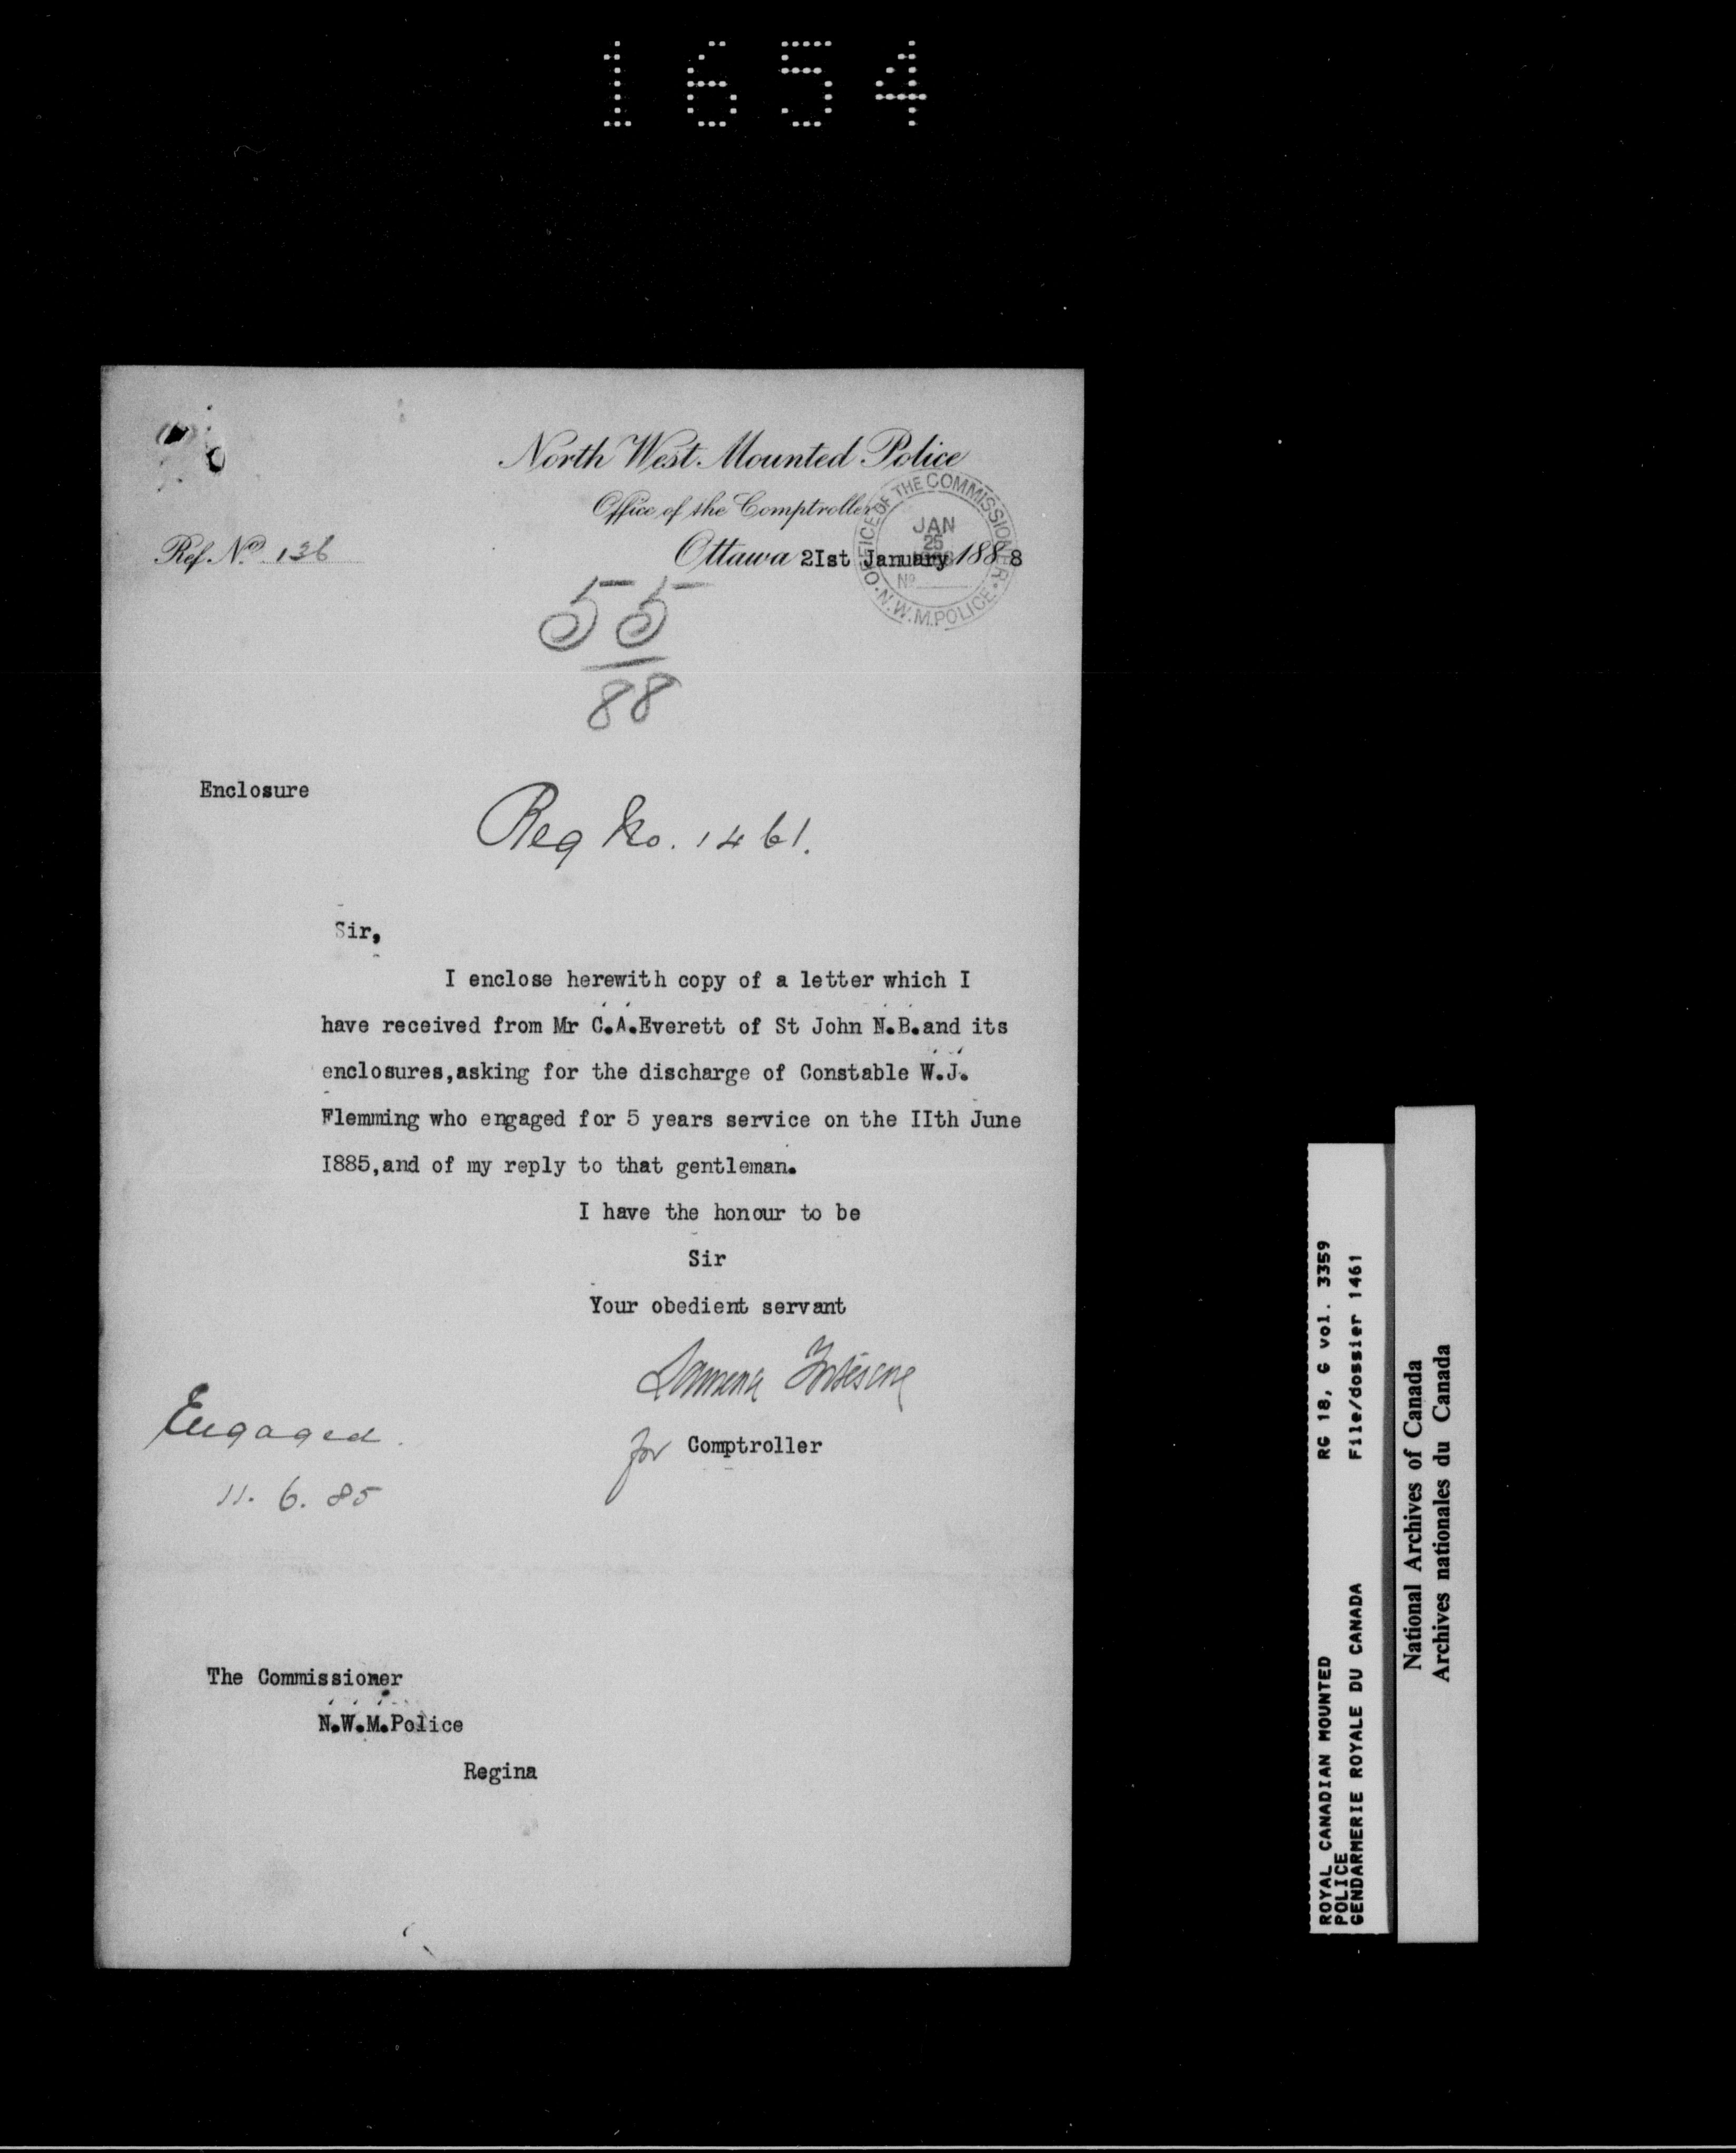 1654
North West Mounted Police
Office of the Comptroller
Ref. No. 136
Ottawa 2Ist January 1888
OFFICE OF THE COMMISSIONER
JAN
25
No
N.W.M.POLICE
55
88
Enclosure
Reg No. 1461.
Sir,
I enclose herewith copy of a letter which I
have received from Mr C.A.Everett of St John N.B.and its
enclosures,asking for the discharge of Constable W.J.
Flemming who engaged for 5 years service on the IIth June
I885,and of my reply to that gentleman.
I have the honour to be
Sir
Your obedient servant
for Comptroller
Engaged.
11. 6. 85
The Commissioner
N.W.M.Police
Regina
ROYAL CANADIAN MOUNTED
POLICE
GENDARMERIE ROYALE DU CANADA
RG 18, G vol. 3359
File/dossier 1461
National Archives of Canada
Archives nationales du Canada